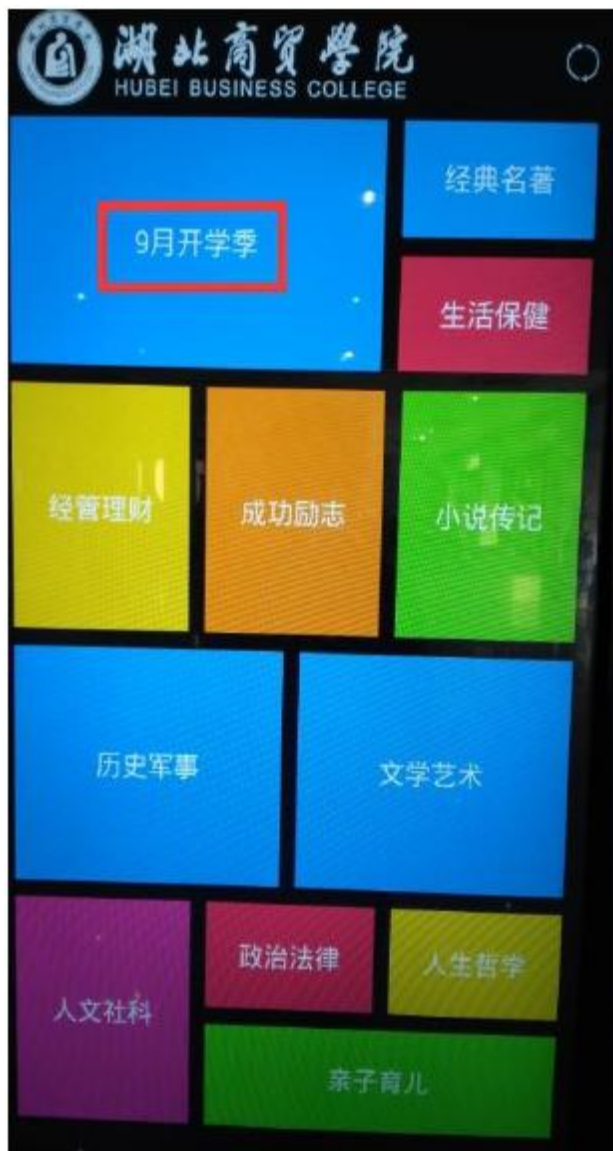 湖北商贸學院
HUBEI BUSINESS COLLEGE
9月开学季
经典名著
生活保健
经管理财
成功励志
小说传记
历史军事
文学艺术
人文社科
政治法律
人生哲学
亲子育儿